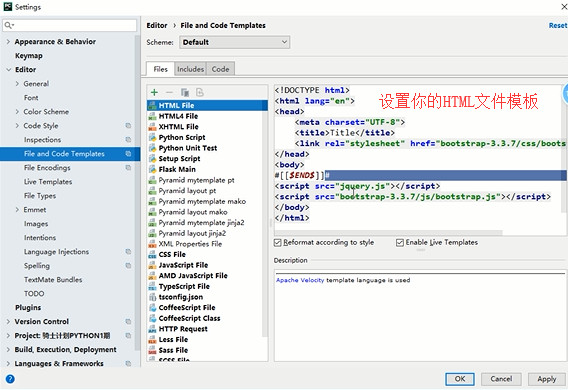 PC Settings
Appearance & Behavior
Keymap
Editor
General
Font
Color Scheme
Code Style
Inspections
File and Code Templates
File Encodings
Live Templates
File Types
Emmet
Images
Intentions
Language Injections
Spelling
TextMate Bundles
TODO
Plugins
Version Control
Project: 骑士计划PYTHON1期
Build, Execution, Deployment
Languages & Frameworks
Editor › File and Code Templates
Reset
Scheme: Default
Files Includes Code
HTML File
HTML4 File
XHTML File
Python Script
Python Unit Test
Setup Script
Flask Main
Pyramid mytemplate pt
Pyramid layout pt
Pyramid mytemplate mako
Pyramid layout mako
Pyramid mytemplate jinja2
Pyramid layout jinja2
XML Properties File
CSS File
JavaScript File
AMD JavaScript File
TypeScript File
tsconfig.json
CoffeeScript File
CoffeeScript Class
HTTP Request
Less File
Sass File
SCSS File
<!DOCTYPE html>
<html lang="en">
设置你的HTML文件模板
<head>
<meta charset="UTF-8">
<title>Title</title>
<link rel="stylesheet" href="bootstrap-3.3.7/css/boots
</head>
<body>
#[[$END$]]#
<script src="jquery.js"></script>
<script src="bootstrap-3.3.7/js/bootstrap.js"></script>
</body>
</html>
Reformat according to style
Enable Live Templates
Description
Apache Velocity template language is used
?
OK
Cancel
Apply